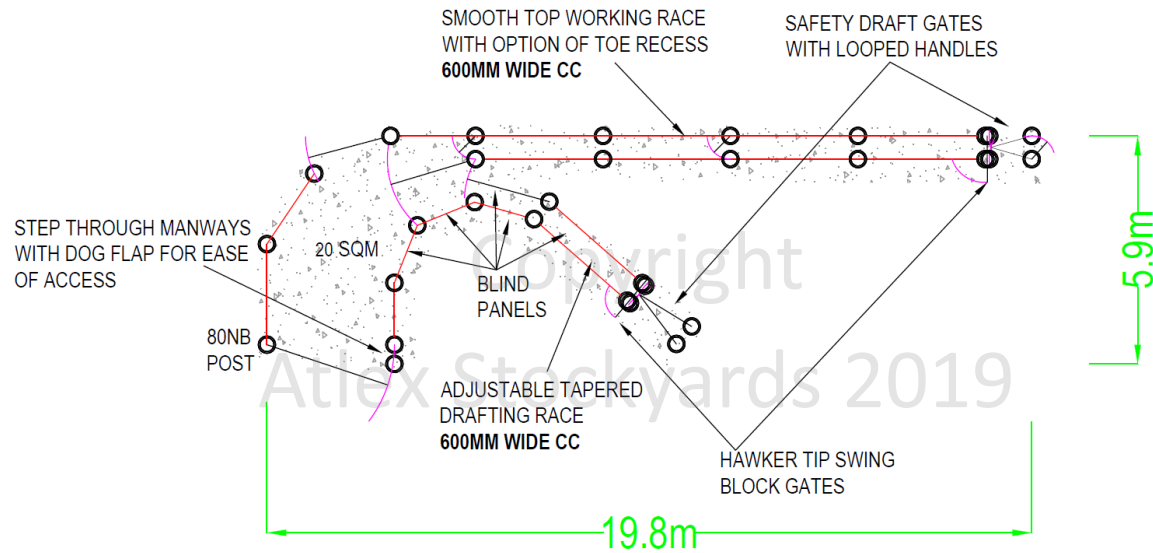 SMOOTH TOP WORKING RACE
WITH OPTION OF TOE RECESS
600MM WIDE CC
SAFETY DRAFT GATES
WITH LOOPED HANDLES
STEP THROUGH MANWAYS
WITH DOG FLAP FOR EASE
OF ACCESS
20 SQM
BLIND
PANELS
Copyright
5.9m
80NB
POST
Atlex Stockyards 2019
ADJUSTABLE TAPERED
DRAFTING RACE
600MM WIDE CC
HAWKER TIP SWING
BLOCK GATES
19.8m